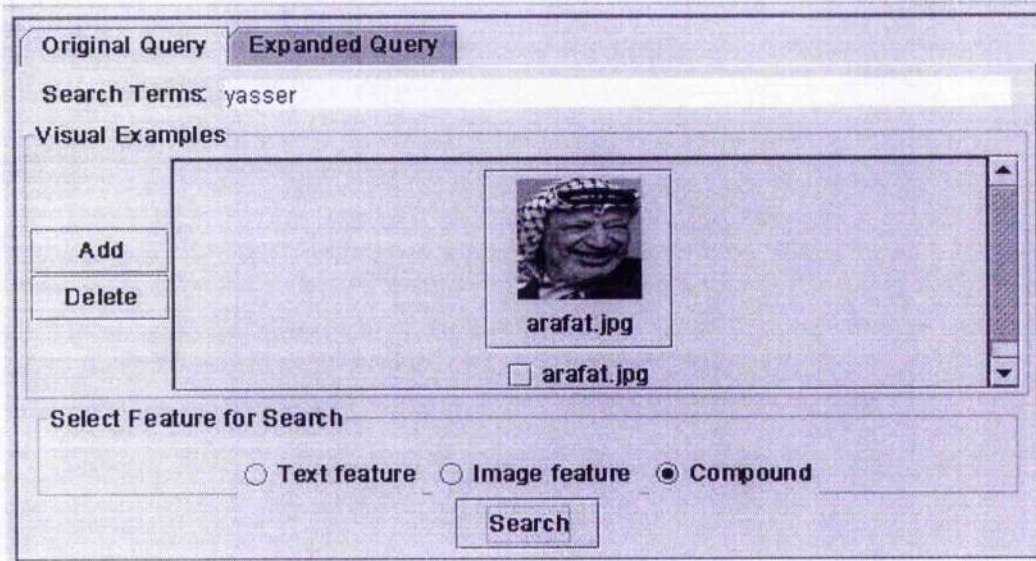 Original Query Expanded Query
Search Terms: yasser
Visual Examples
Add
Delete
arafat.jpg
arafat.jpg
Select Feature for Search
Text feature Image feature Compound
Search